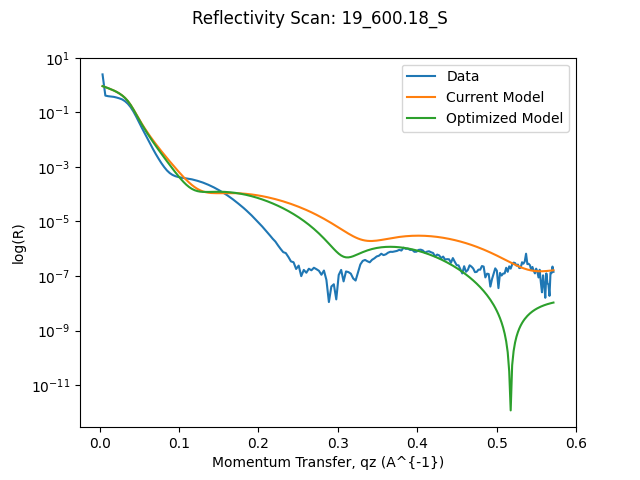 Reflectivity Scan: 19_600.18_S
Data
Current Model
Optimized Model
10^1
10^-1
10^-3
10^-5
10^-7
10^-9
10^-11
log(R)
0.0 0.1 0.2 0.3 0.4 0.5 0.6
Momentum Transfer, qz (A^{-1})